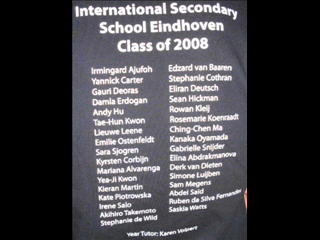 International Secondary
School Eindhoven
Class of 2008
Irmingard Ajufoh
Yannick Carter
Gauri Deoras
Damla Erdogan
Andy Hu
Tae-Hun Kwon
Lieuwe Leene
Emilie Ostenfeldt
Sara Sjogren
Kyrsten Corbijn
Mariana Alvarenga
Yea-Ji Kwon
Kieran Martin
Kate Piotrowska
Irene Salo
Akihiro Takemoto
Stephanie de Wild
Edzard van Baaren
Stephanie Cothran
Eliran Deutsch
Sean Hickman
Rowan Kleij
Rosemarie Koenraadt
Ching-Chen Ma
Kanaka Oyamada
Gabrielle Snijder
Elina Abdrakmanova
Derk van Dieten
Simone Luijben
Sam Megens
Abdei Said
Ruben da Silva Fernandez
Saskia Watts
Year Tutor: Karen